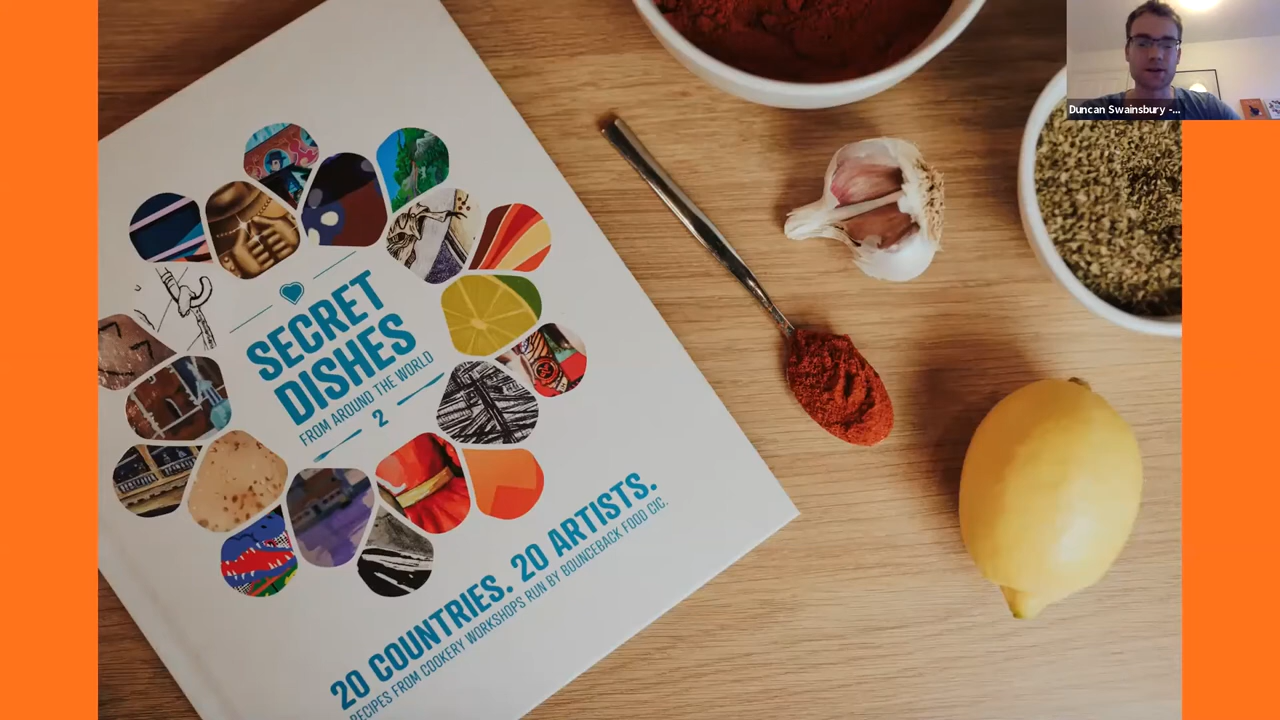 SECRET
DISHES
FROM AROUND THE WORLD
2
20 COUNTRIES. 20 ARTISTS.
RECIPES FROM COOKERY WORKSHOPS RUN BY BOUNCEBACK FOOD CIC.
Duncan Swainsbury -...